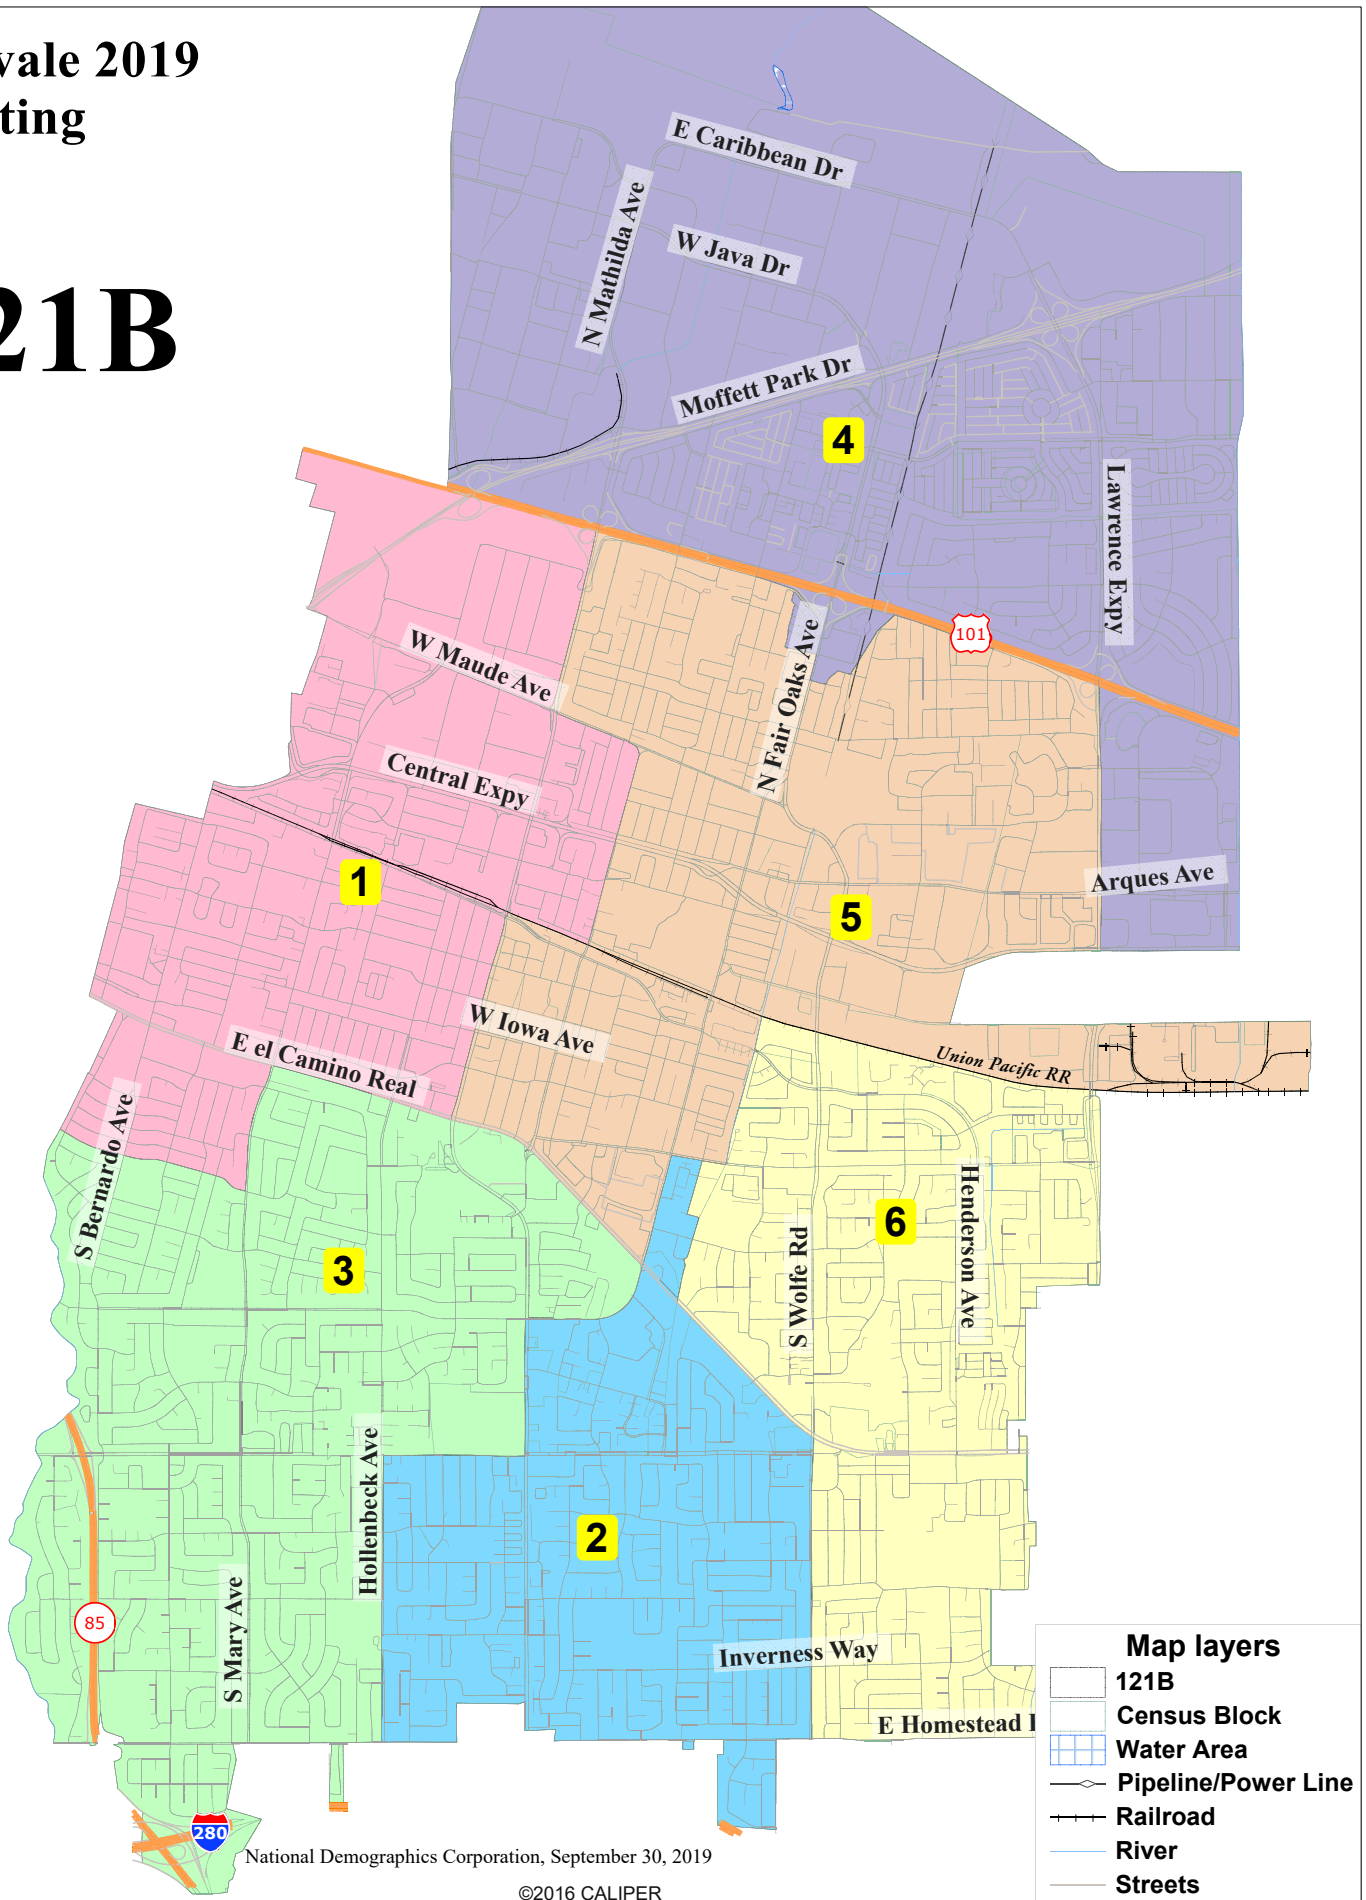 vale 2019
ting
21B
E Caribbean Dr
N Mathilda Ave
W Java Dr
Moffett Park Dr
4
Lawrence Expy
101
W Maude Ave
N Fair Oaks Ave
Central Expy
1
Arques Ave
5
W Iowa Ave
E el Camino Real
Union Pacific RR
S Bernardo Ave
Henderson Ave
6
S Wolfe Rd
3
Hollenbeck Ave
2
85
S Mary Ave
Inverness Way
E Homestead
280
National Demographics Corporation, September 30, 2019
©2016 CALIPER
Map layers
121B
Census Block
Water Area
Pipeline/Power Line
Railroad
River
Streets